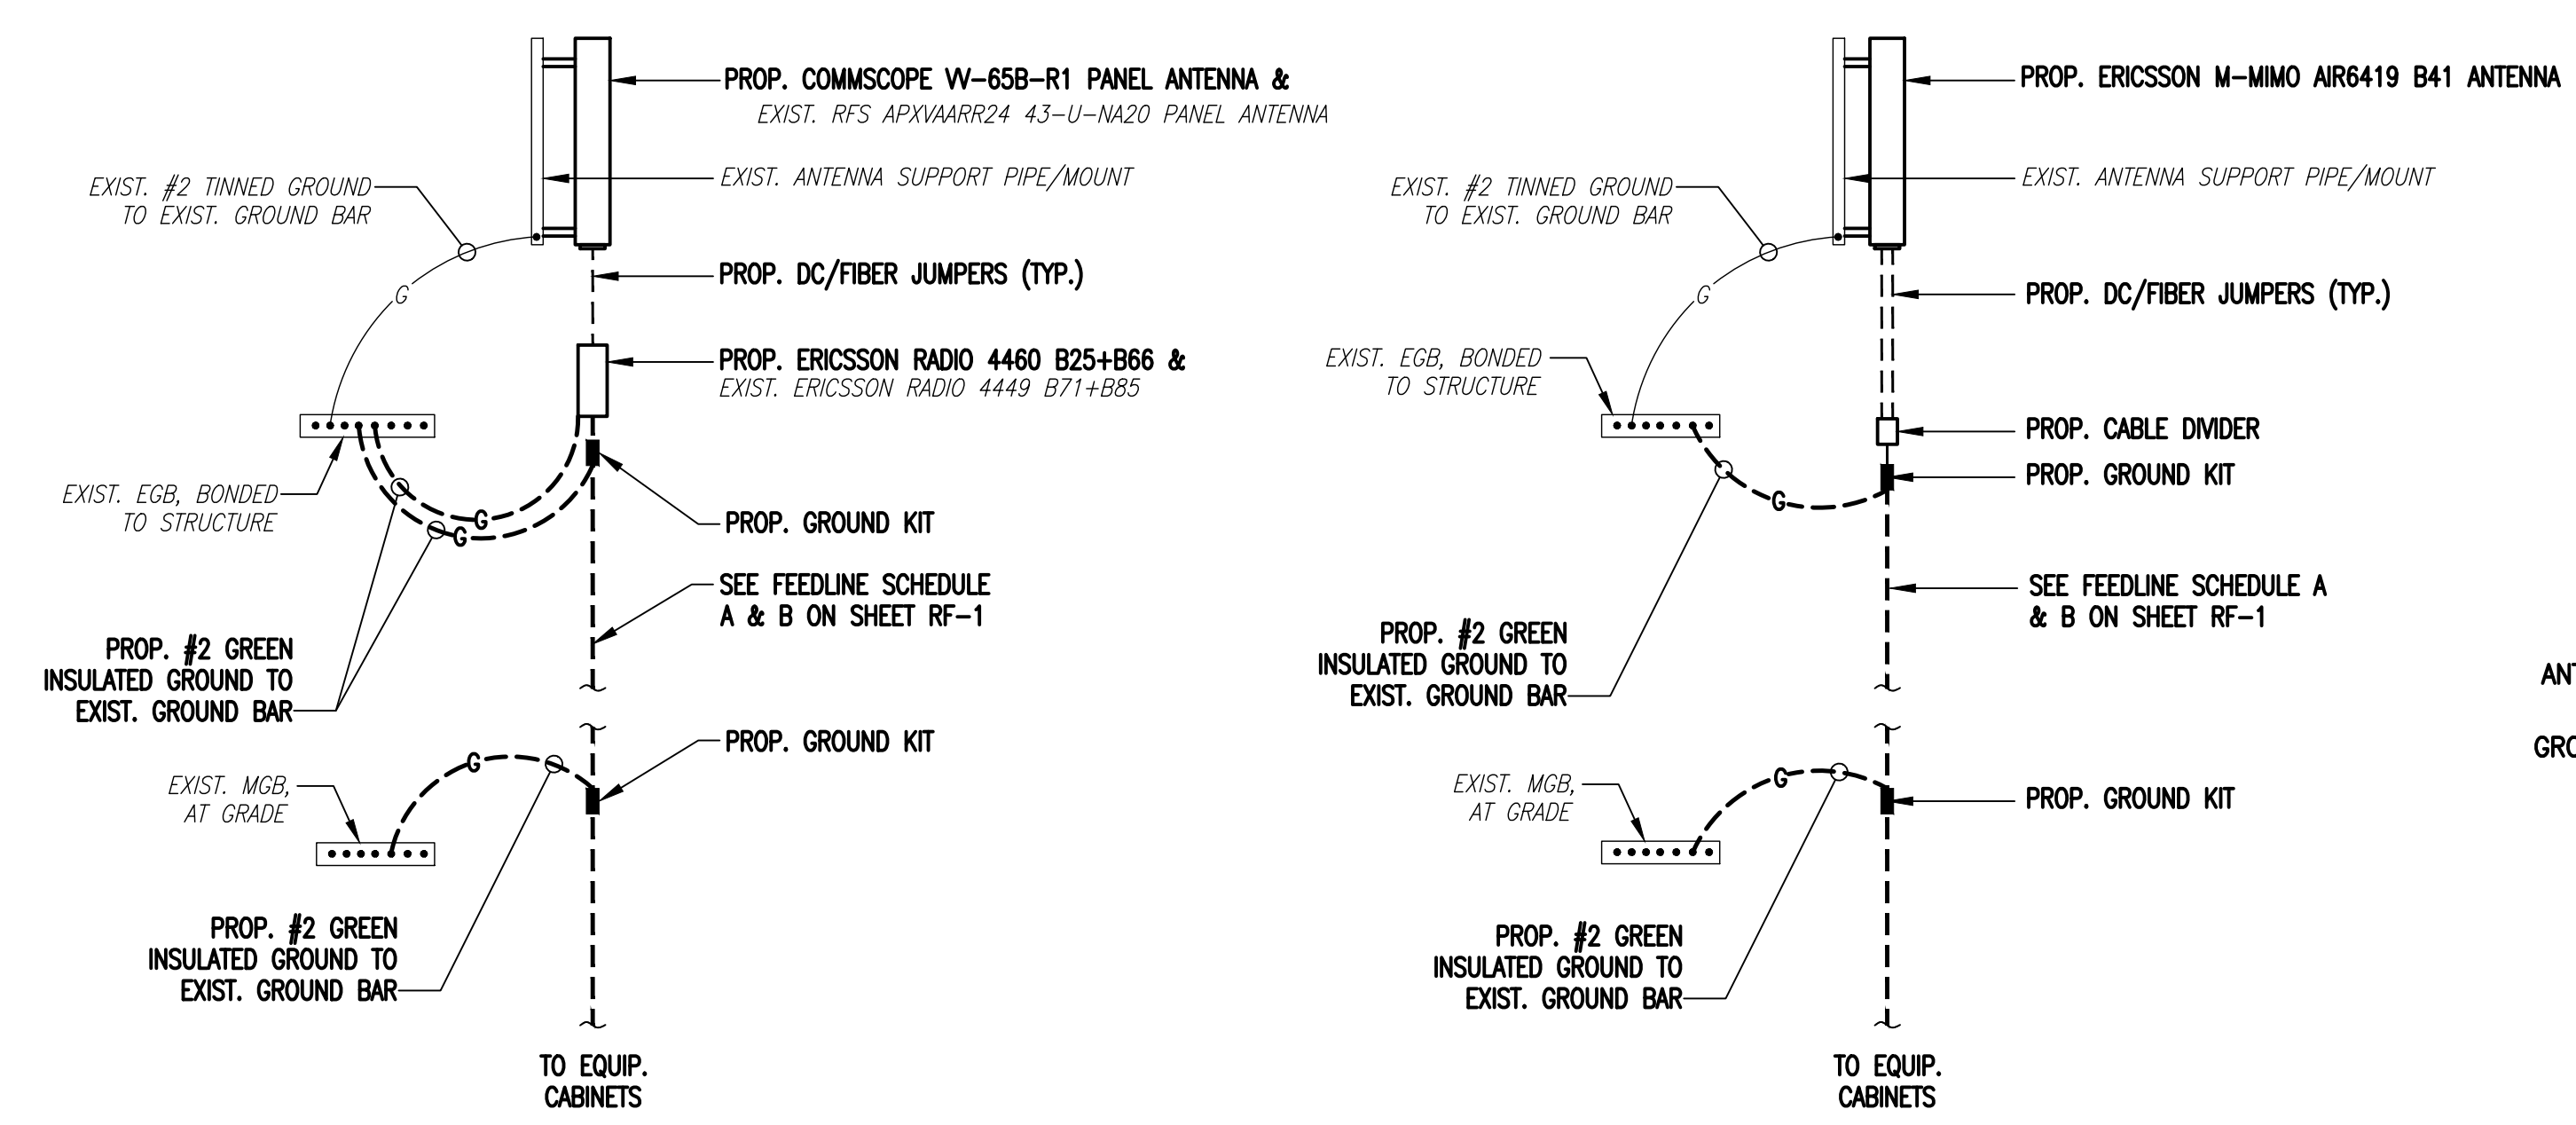 PROP. COMMSCOPE VV-65B-R1 PANEL ANTENNA &
EXIST. RFS APXVAARR24 43-U-NA20 PANEL ANTENNA
EXIST. #2 TINNED GROUND
TO EXIST. GROUND BAR
EXIST. ANTENNA SUPPORT PIPE/MOUNT
PROP. DC/FIBER JUMPERS (TYP.)
G
PROP. ERICSSON RADIO 4460 B25+B66 &
EXIST. ERICSSON RADIO 4449 B71+B85
EXIST. EGB, BONDED
TO STRUCTURE
G
G
PROP. GROUND KIT
SEE FEEDLINE SCHEDULE
A & B ON SHEET RF-1
PROP. #2 GREEN
INSULATED GROUND TO
EXIST. GROUND BAR
PROP. GROUND KIT
G
EXIST. MGB,
AT GRADE
PROP. #2 GREEN
INSULATED GROUND TO
EXIST. GROUND BAR
TO EQUIP.
CABINETS
PROP. ERICSSON M-MIMO AIR6419 B41 ANTENNA
EXIST. #2 TINNED GROUND
TO EXIST. GROUND BAR
EXIST. ANTENNA SUPPORT PIPE/MOUNT
G
PROP. DC/FIBER JUMPERS (TYP.)
EXIST. EGB, BONDED
TO STRUCTURE
PROP. CABLE DIVIDER
PROP. GROUND KIT
G
SEE FEEDLINE SCHEDULE A
& B ON SHEET RF-1
PROP. #2 GREEN
INSULATED GROUND TO
EXIST. GROUND BAR
G
EXIST. MGB,
AT GRADE
PROP. GROUND KIT
PROP. #2 GREEN
INSULATED GROUND TO
EXIST. GROUND BAR
TO EQUIP.
CABINETS